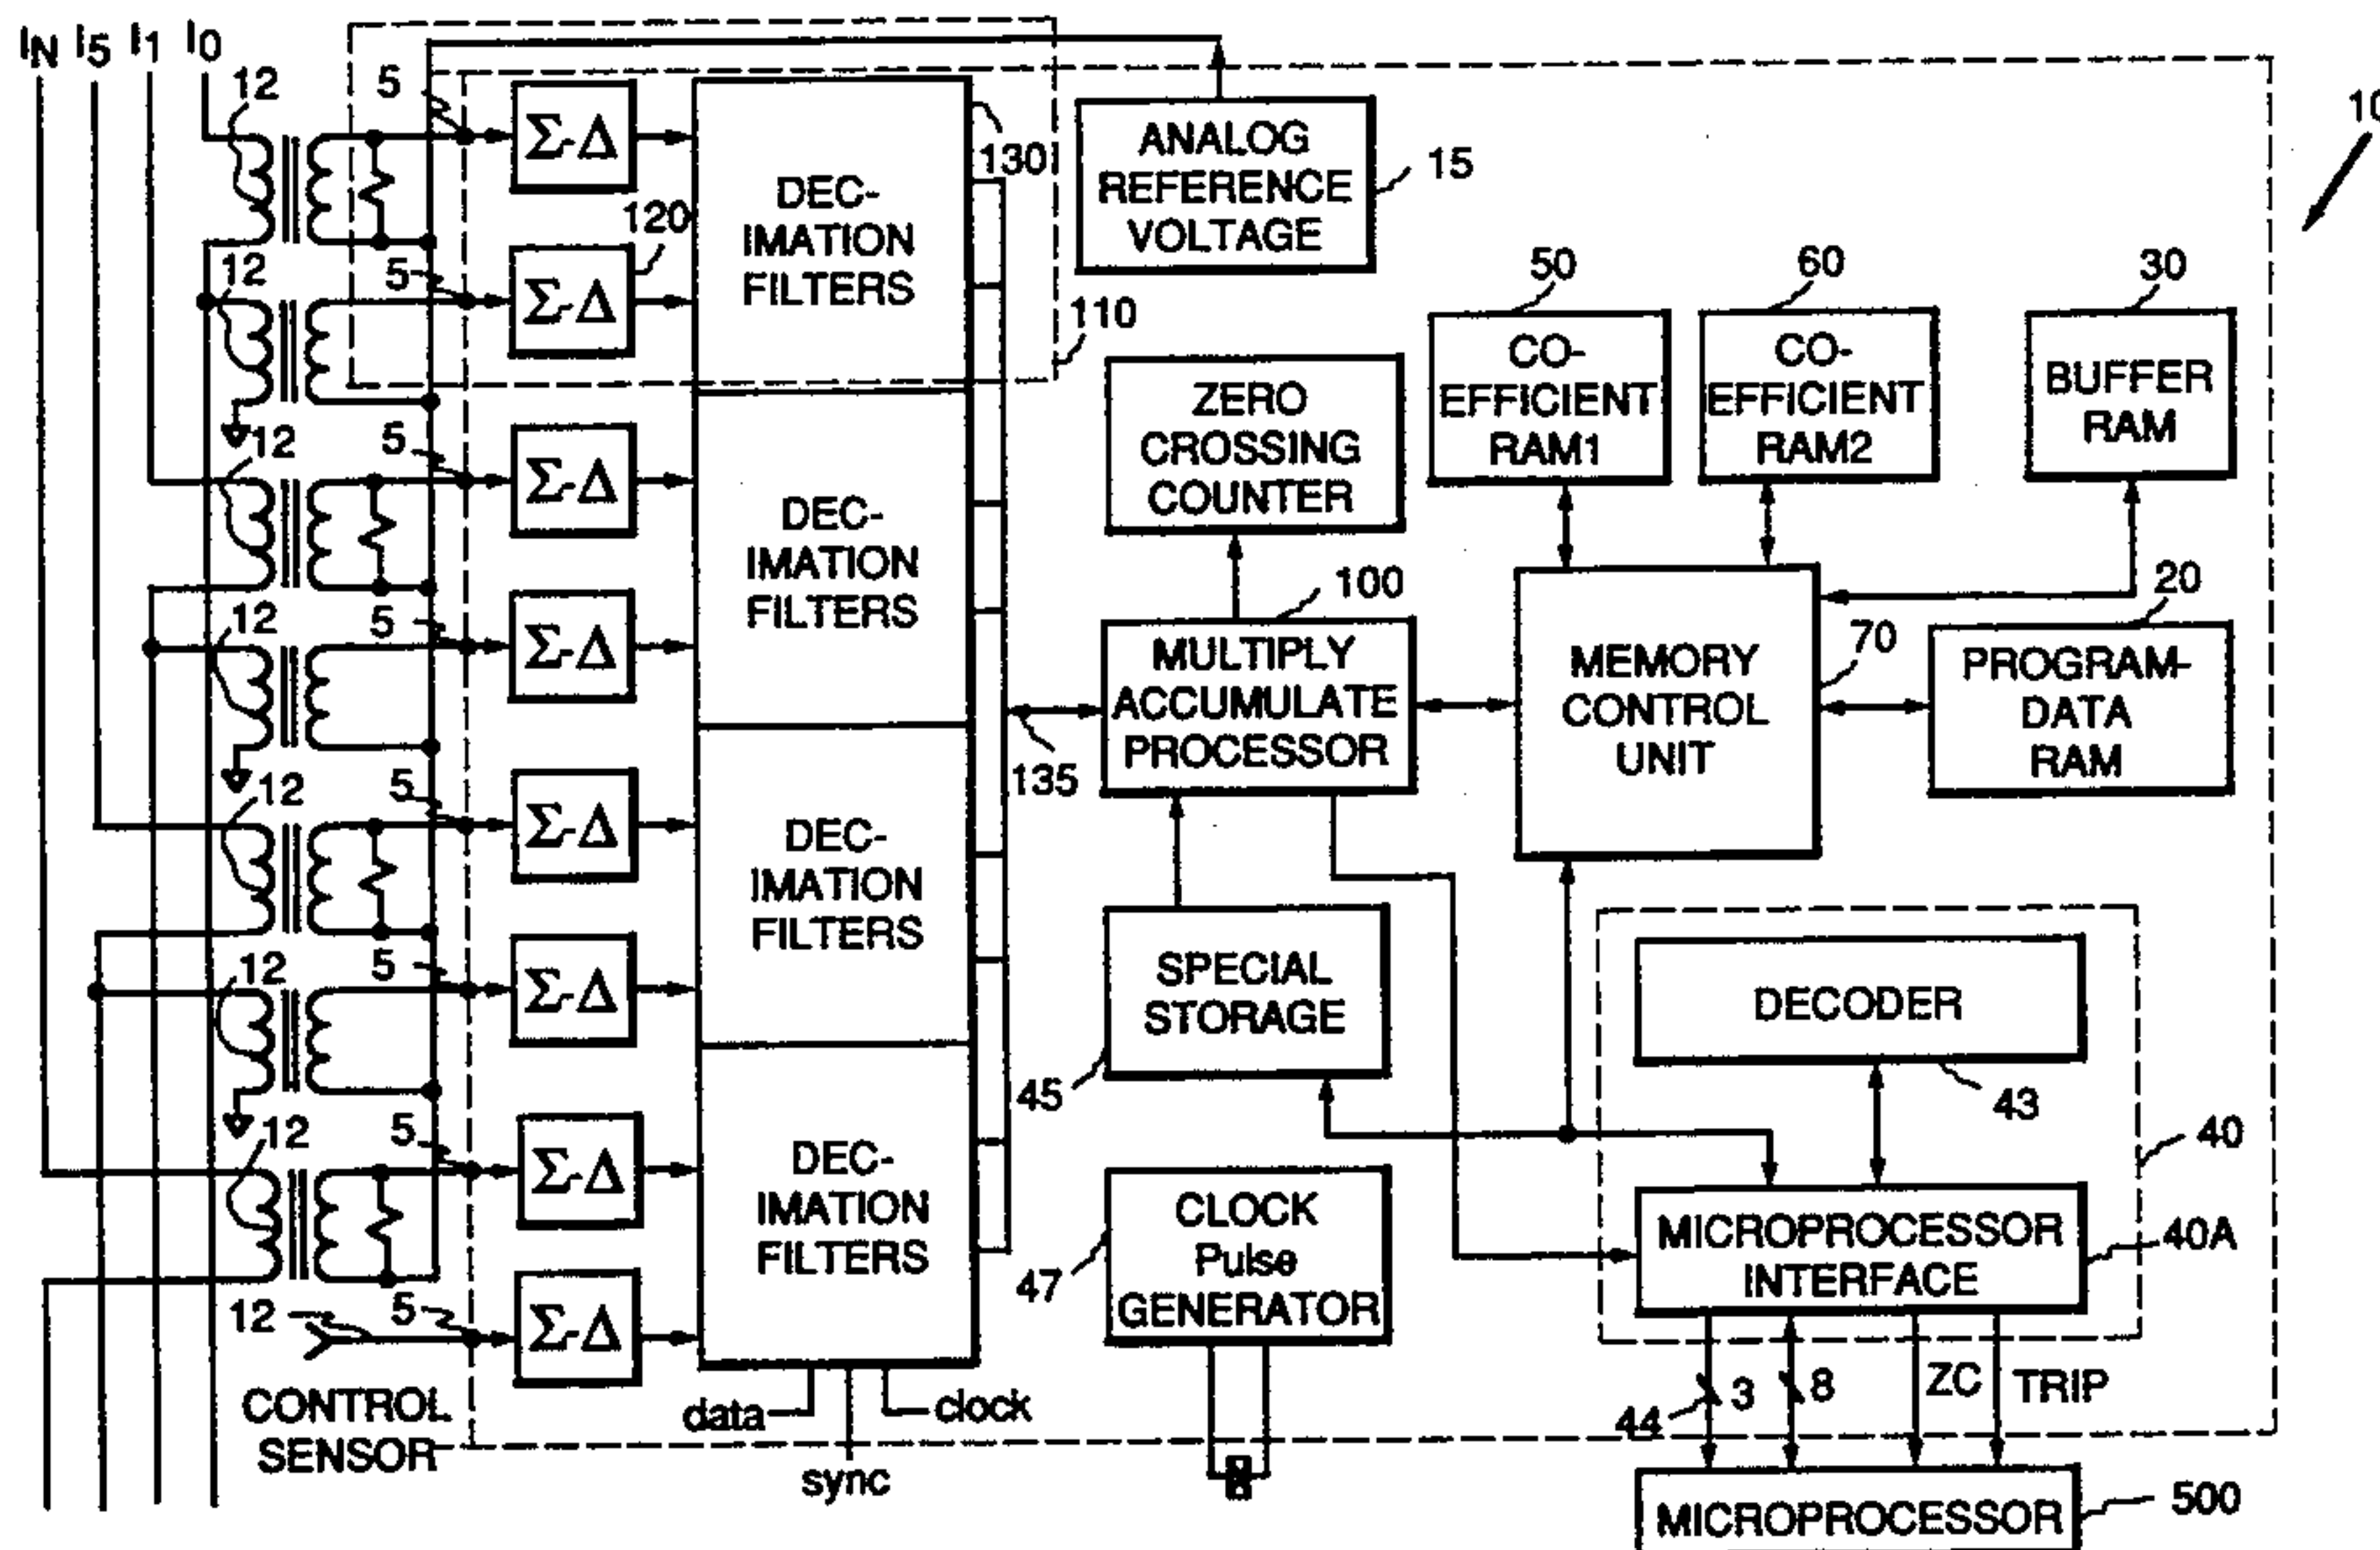 IN I5 I1 I0
12
5
Σ-Δ
DEC-
IMATION
FILTERS
130
ANALOG
REFERENCE
VOLTAGE
15
10
12
5
Σ-Δ
120
110
50
CO-
EFFICIENT
RAM1
60
CO-
EFFICIENT
RAM2
30
BUFFER
RAM
ZERO
CROSSING
COUNTER
12
5
Σ-Δ
DEC-
IMATION
FILTERS
12
5
Σ-Δ
100
MULTIPLY
ACCUMULATE
PROCESSOR
135
MEMORY
CONTROL
UNIT
70
20
PROGRAM-
DATA
RAM
12
5
Σ-Δ
DEC-
IMATION
FILTERS
12
5
Σ-Δ
SPECIAL
STORAGE
45
DECODER
43
40
12
5
Σ-Δ
DEC-
IMATION
FILTERS
CLOCK
Pulse
GENERATOR
47
MICROPROCESSOR
INTERFACE
40A
12
5
Σ-Δ
CONTROL
SENSOR
data
sync
clock
44
3
8
ZC
TRIP
MICROPROCESSOR
500